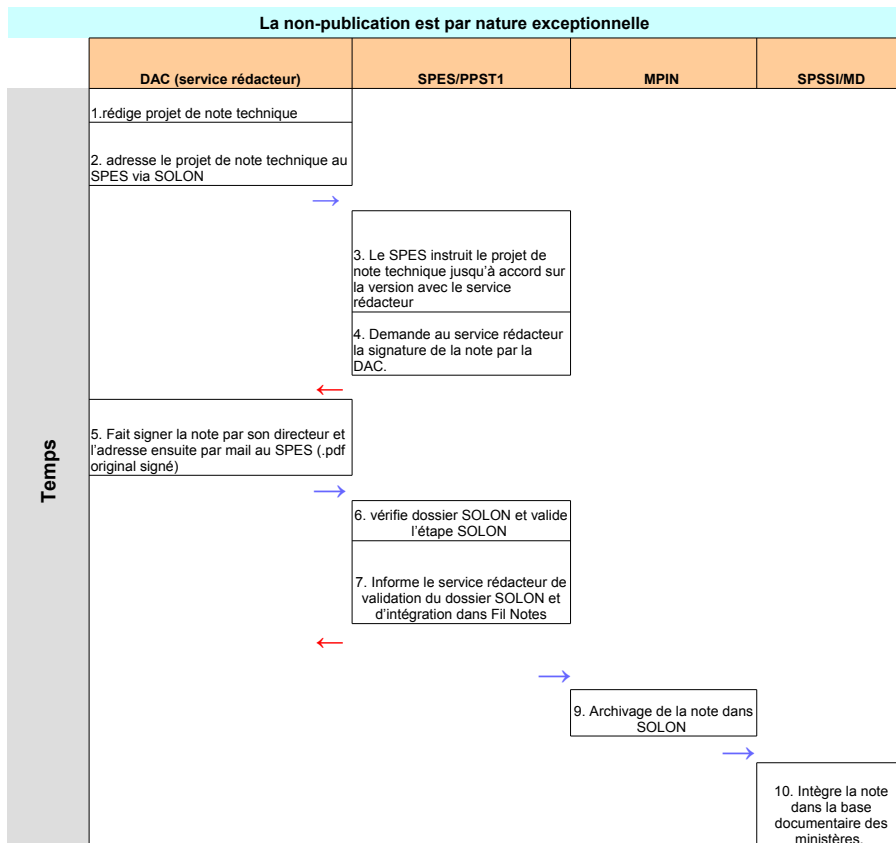 La non-publication est par nature exceptionnelle
DAC (service rédacteur)
SPES/PPST1
MPIN
SPSSI/MD
Temps
1.rédige projet de note technique
2. adresse le projet de note technique au
SPES via SOLON
→
3. Le SPES instruit le projet de
note technique jusqu’à accord sur
la version avec le service
rédacteur
4. Demande au service rédacteur
la signature de la note par la
DAC.
←
5. Fait signer la note par son directeur et
l’adresse ensuite par mail au SPES (.pdf
original signé)
→
6. vérifie dossier SOLON et valide
l’étape SOLON
7. Informe le service rédacteur de
validation du dossier SOLON et
d’intégration dans Fil Notes
←
→
9. Archivage de la note dans
SOLON
→
10. Intègre la note
dans la base
documentaire des
ministères.